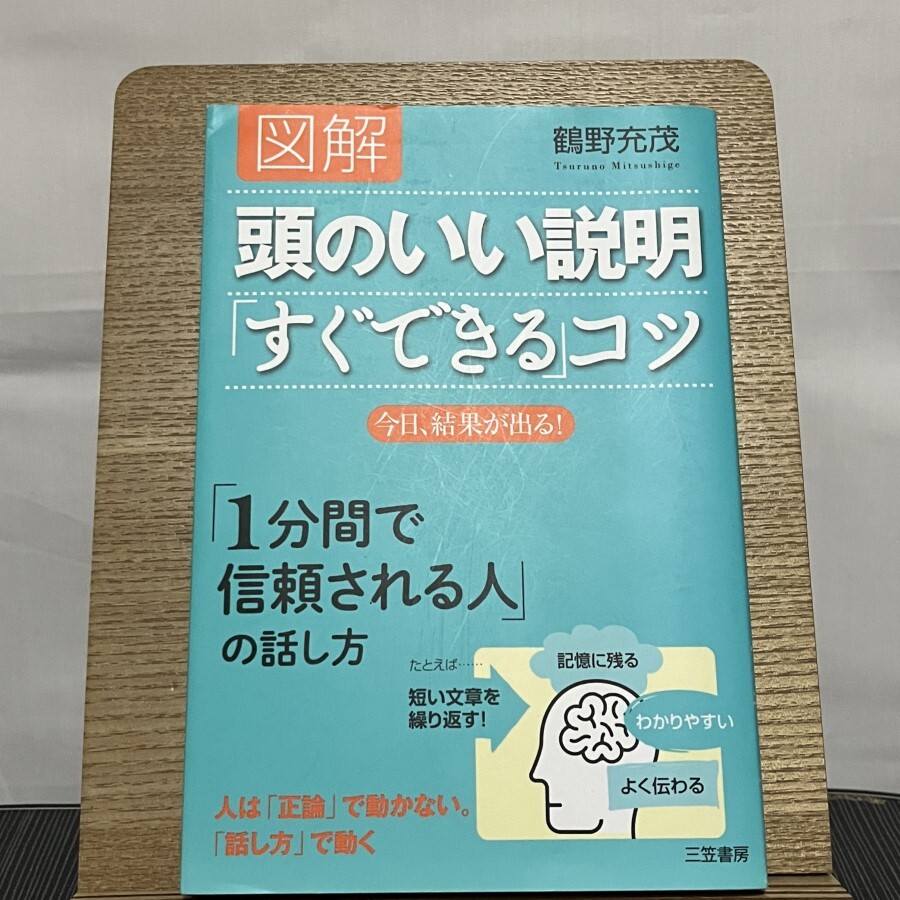 図解
鶴野充茂
Tsuruno Mitsushige
頭のいい説明
「すぐできる」コツ
今日、結果が出る!
「1分間で
信頼される人」
の話し方
たとえば……
短い文章を
繰り返す!
記憶に残る
わかりやすい
よく伝わる
人は「正論」で動かない。
「話し方」で動く
三笠書房